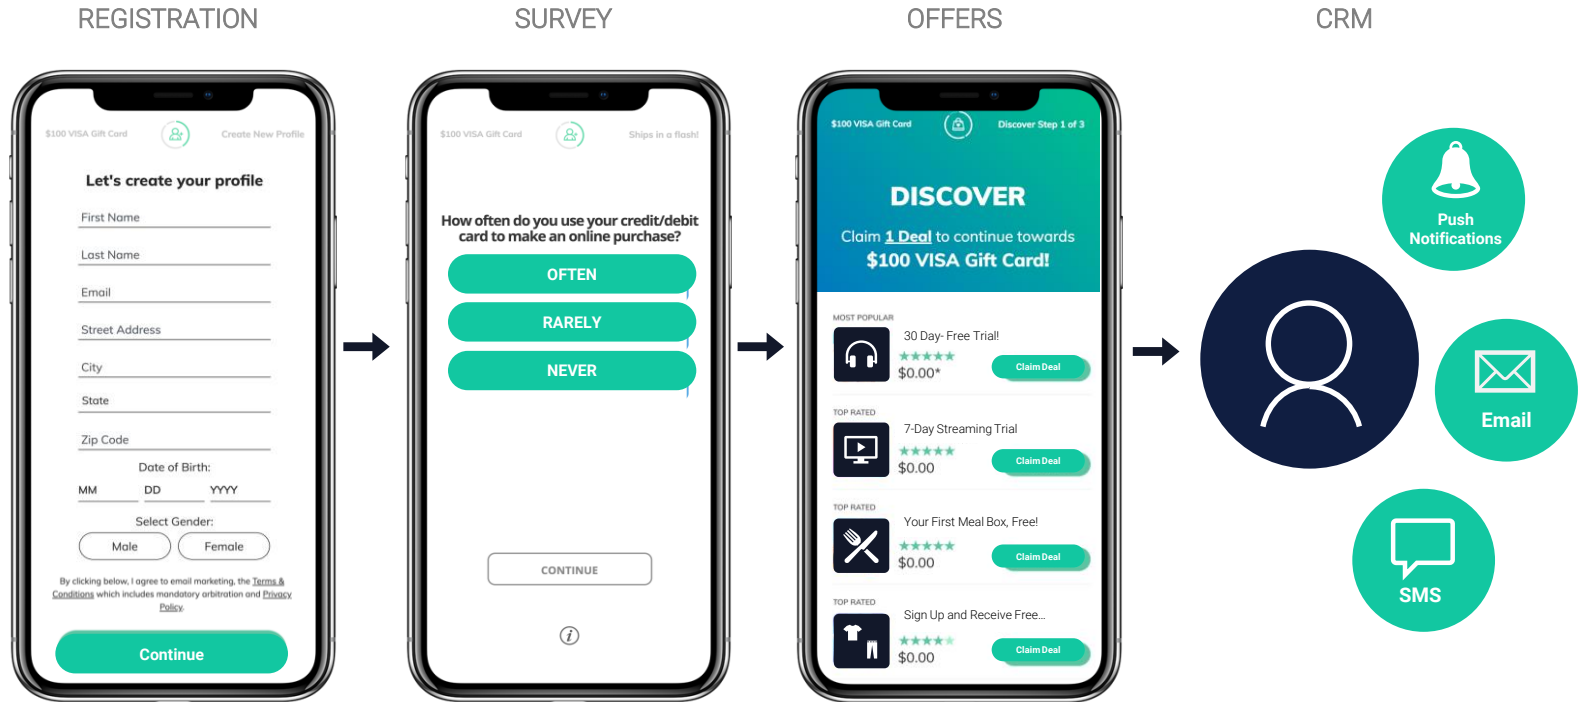 REGISTRATION
SURVEY
OFFERS
CRM
$100 VISA Gift Card
Create New Profile
Let's create your profile
First Name
Last Name
Email
Street Address
City
State
Zip Code
Date of Birth:
MM
DD
YYYY
Select Gender:
Male
Female
By clicking below, I agree to email marketing, the Terms &
Conditions which includes mandatory arbitration and Privacy
Policy.
Continue
$100 VISA Gift Card
Ships in a flash!
How often do you use your credit/debit
card to make an online purchase?
OFTEN
RARELY
NEVER
CONTINUE
i
$100 VISA Gift Card
Discover Step 1 of 3
DISCOVER
Claim 1 Deal to continue towards
$100 VISA Gift Card!
MOST POPULAR
30 Day- Free Trial!
$0.00*
Claim Deal
TOP RATED
7-Day Streaming Trial
$0.00
Claim Deal
TOP RATED
Your First Meal Box, Free!
$0.00
Claim Deal
TOP RATED
Sign Up and Receive Free...
$0.00
Claim Deal
Push
Notifications
Email
SMS